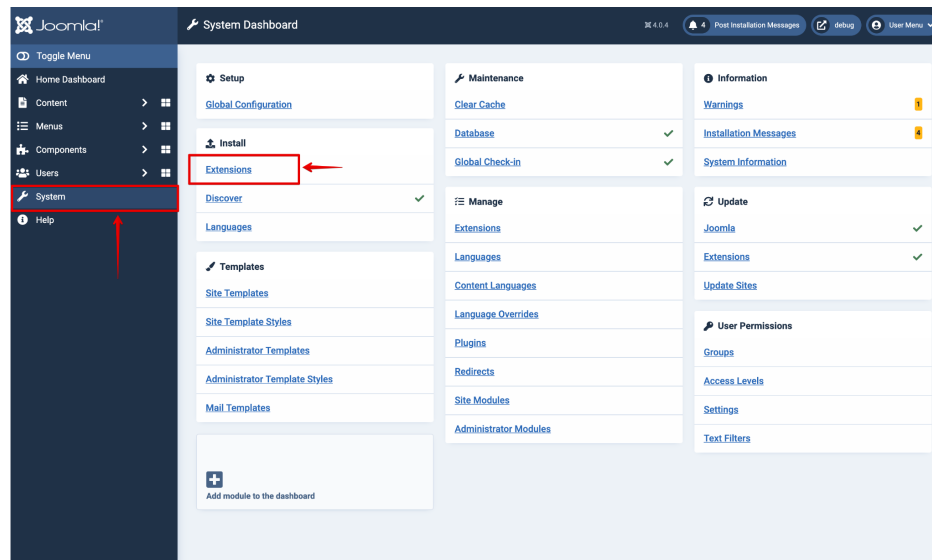 Joomla!®
System Dashboard
4.0.4
4 Post Installation Messages
debug
User Menu
Toggle Menu
Home Dashboard
Content
Menus
Components
Users
System
Help
Setup
Global Configuration
Install
Extensions
Discover
Languages
Templates
Site Templates
Site Template Styles
Administrator Templates
Administrator Template Styles
Mail Templates
Add module to the dashboard
Maintenance
Clear Cache
Database
Global Check-in
Manage
Extensions
Languages
Content Languages
Language Overrides
Plugins
Redirects
Site Modules
Administrator Modules
Information
Warnings 1
Installation Messages 4
System Information
Update
Joomla
Extensions
Update Sites
User Permissions
Groups
Access Levels
Settings
Text Filters